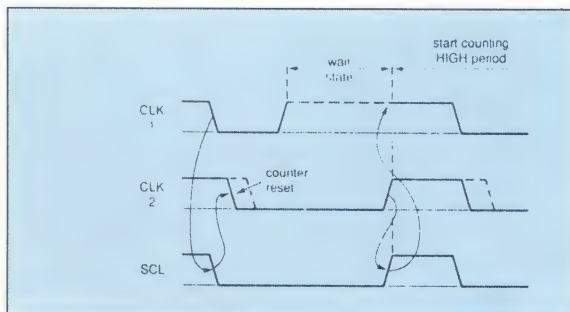 start counting
HIGH period
wait
state
CLK
1
counter
reset
CLK
2
SCL